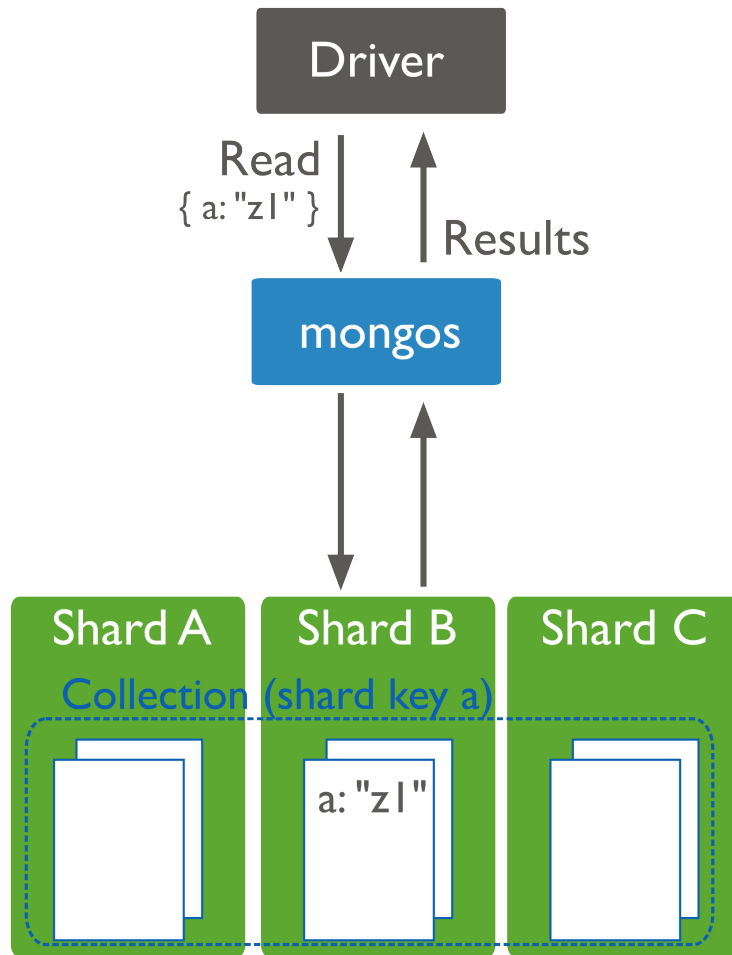 Driver
Read
{ a: "z1" }
Results
mongos
Shard A
Shard B
Shard C
Collection (shard key a)
a: "z1"